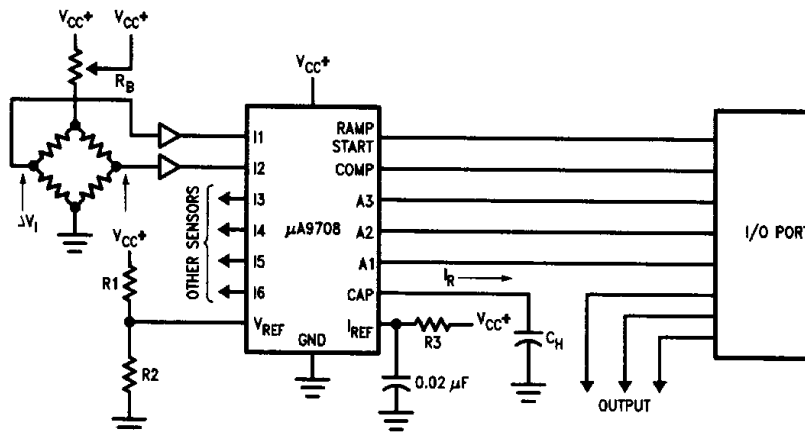 VCC+ VCC+
RB
VCC+
I1
I2
I3
I4
I5
I6
VREF
GND
µA9708
RAMP
START
COMP
A3
A2
A1
CAP
IREF
OTHER SENSORS
ΔVI
VCC+
R1
R2
IR
R3
VCC+
CH
0.02 µF
I/O PORT
OUTPUT